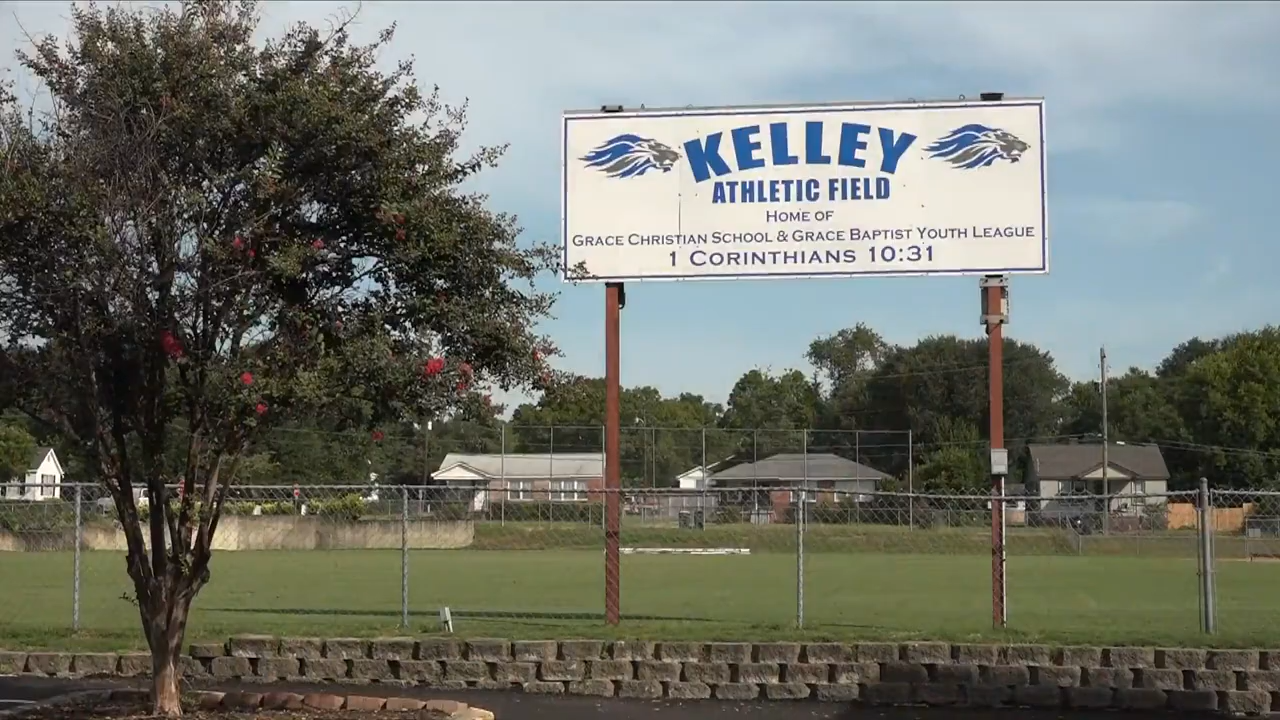 KELLEY
ATHLETIC FIELD
HOME OF
GRACE CHRISTIAN SCHOOL & GRACE BAPTIST YOUTH LEAGUE
1 CORINTHIANS 10:31